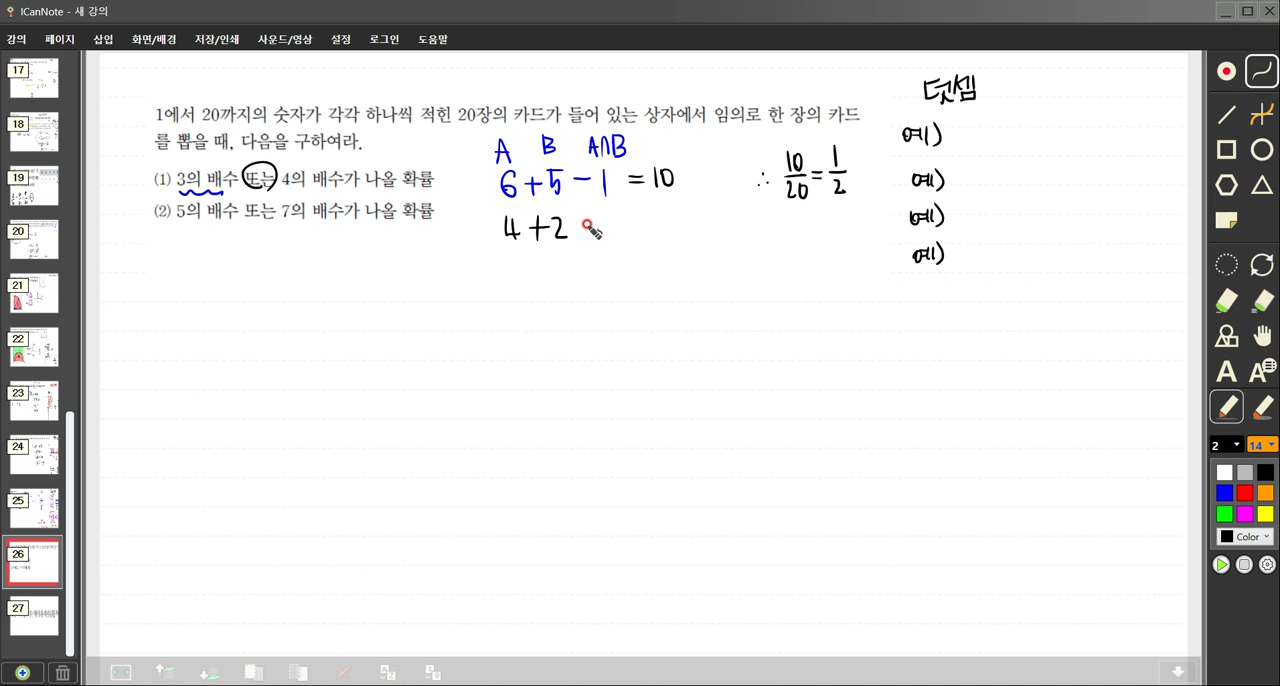 ICanNote - 새 강의
강의 페이지 삽입 화면/배경 저장/인쇄 사운드/영상 설정 로그인 도움말
17
18
19
20
21
22
23
24
25
26
27
1에서 20까지의 숫자가 각각 하나씩 적힌 20장의 카드가 들어 있는 상자에서 임의로 한 장의 카드
를 뽑을 때, 다음을 구하여라.
(1) 3의 배수 또는 4의 배수가 나올 확률
(2) 5의 배수 또는 7의 배수가 나올 확률
A B A∩B
6 + 5 - 1 = 10
∴ 10/20 = 1/2
4 + 2
덧셈
예)
예)
예)
예)
A A
2 14
Color